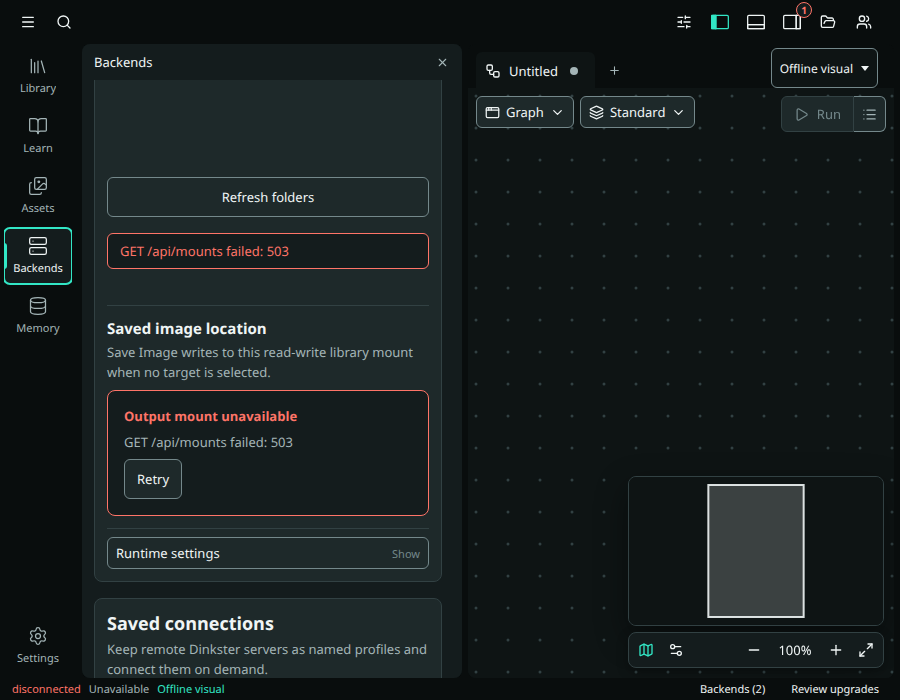 1
Library
Learn
Assets
Backends
Memory
Settings
Backends
Refresh folders
GET /api/mounts failed: 503
Saved image location
Save Image writes to this read-write library mount
when no target is selected.
Output mount unavailable
GET /api/mounts failed: 503
Retry
Runtime settings
Show
Saved connections
Keep remote Dinkster servers as named profiles and
connect them on demand.
Untitled
Offline visual
Graph
Standard
Run
100%
disconnected
Unavailable
Offline visual
Backends (2)
Review upgrades